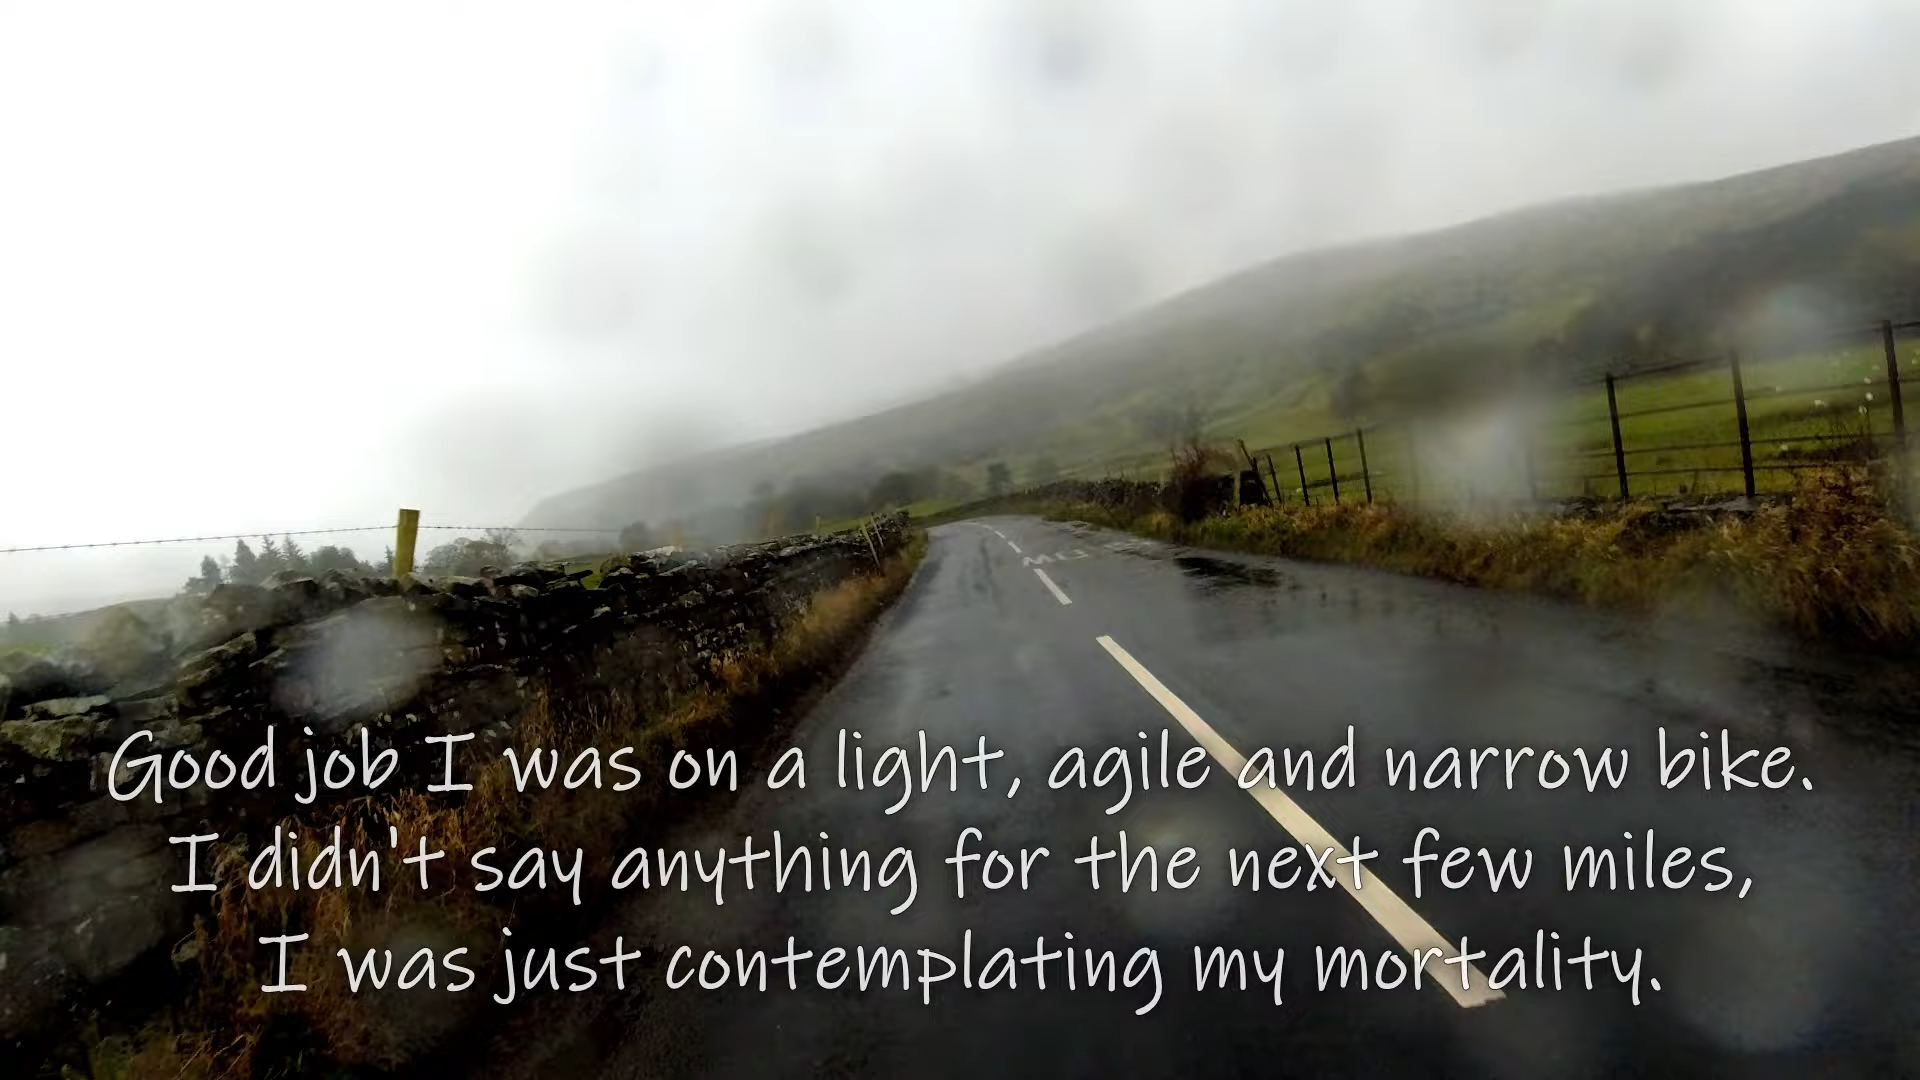 Good job I was on a light, agile and narrow bike.
I didn't say anything for the next few miles,
I was just contemplating my mortality.